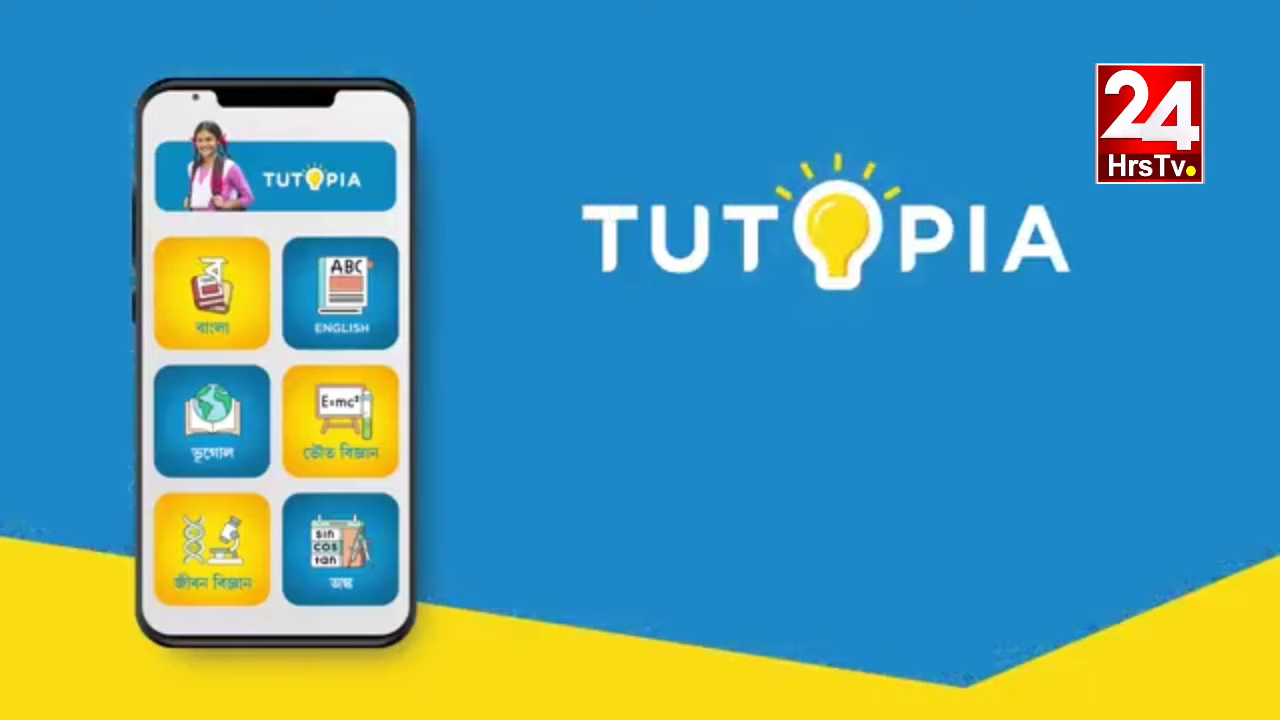 24
HrsTv.
TUTOPIA
TUTOPIA
বাংলা
ABC
ENGLISH
ভূগোল
E=mc²
ভৌত বিজ্ঞান
জীবন বিজ্ঞান
sin
cos
tan
অঙ্ক